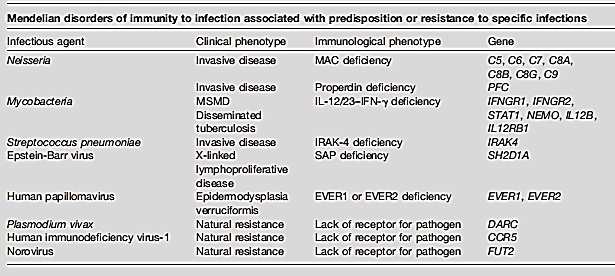 Mendelian disorders of immunity to infection associated with predisposition or resistance to specific infections
Infectious agent Clinical phenotype Immunological phenotype Gene
Neisseria Invasive disease MAC deficiency C5, C6, C7, C8A,
C8B, C8G, C9
Invasive disease Properdin deficiency PFC
Mycobacteria MSMD IL-12/23–IFN-γ deficiency IFNGR1, IFNGR2,
Disseminated STAT1, NEMO, IL12B,
tuberculosis IL12RB1
Streptococcus pneumoniae Invasive disease IRAK-4 deficiency IRAK4
Epstein-Barr virus X-linked SAP deficiency SH2D1A
lymphoproliferative
disease
Human papillomavirus Epidermodysplasia EVER1 or EVER2 deficiency EVER1, EVER2
verruciformis
Plasmodium vivax Natural resistance Lack of receptor for pathogen DARC
Human immunodeficiency virus-1 Natural resistance Lack of receptor for pathogen CCR5
Norovirus Natural resistance Lack of receptor for pathogen FUT2